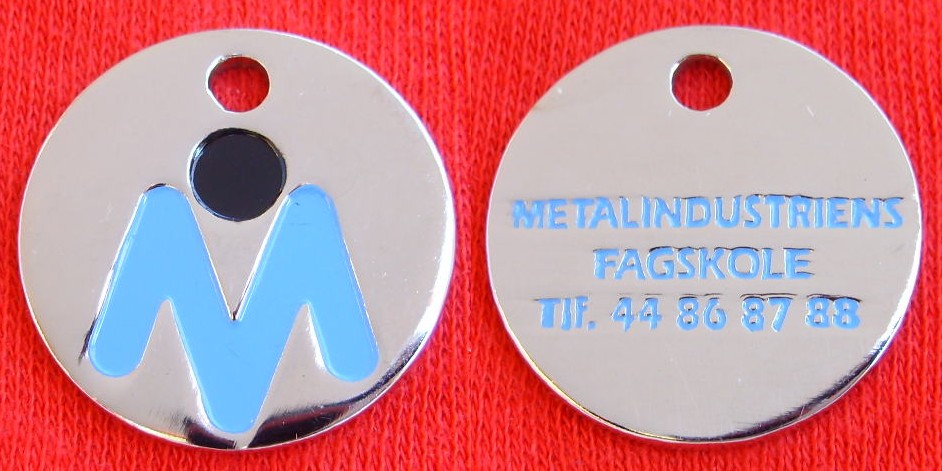 M
METALINDUSTRIENS
FAGSKOLE
Tlf. 44 86 87 88